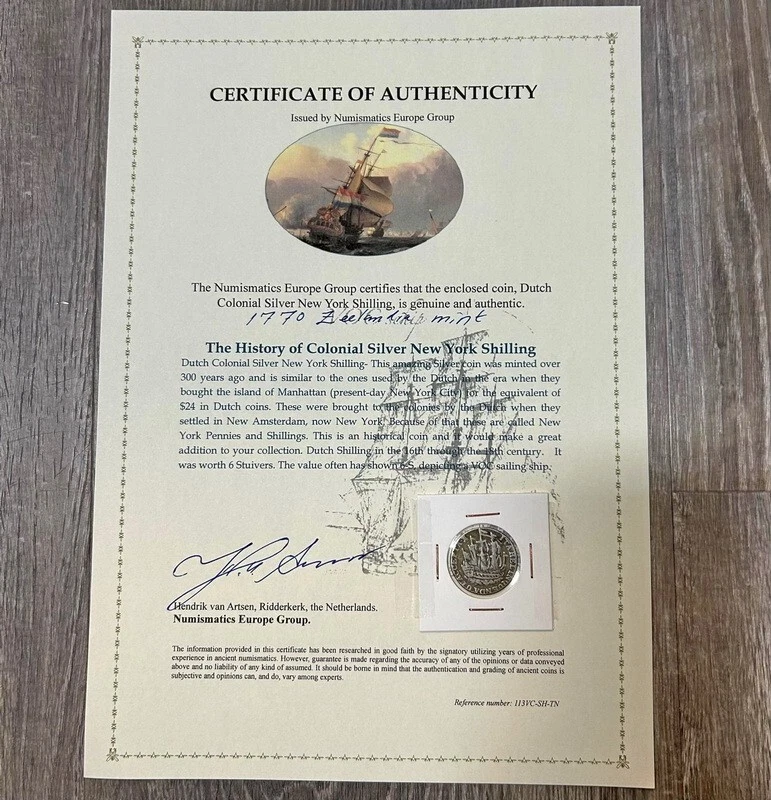 CERTIFICATE OF AUTHENTICITY
Issued by Numismatics Europe Group
The Numismatics Europe Group certifies that the enclosed coin, Dutch
Colonial Silver New York Shilling, is genuine and authentic.
1770 mint
The History of Colonial Silver New York Shilling
Dutch Colonial Silver New York Shilling- This amazing Silver coin was minted over
300 years ago and is similar to the ones used by the Dutch in the era when they
bought the island of Manhattan (present-day New York City) for the equivalent of
$24 in Dutch coins. These were brought to the colonies by the Dutch when they
settled in New Amsterdam, now New York. Because of that these are called New
York Pennies and Shillings. This is an historical coin and it would make a great
addition to your collection. Dutch Shilling in the 16th through the 18th century. It
was worth 6 Stuivers. The value often has shown 6-S, depicting a VOC sailing ship.
Hendrik van Artsen, Ridderkerk, the Netherlands.
Numismatics Europe Group.
The information provided in this certificate has been researched in good faith by the signatory utilizing years of professional
experience in ancient numismatics. However, guarantee is made regarding the accuracy of any of the opinions or data conveyed
above and no liability of any kind of assumed. It should be borne in mind that the authentication and grading of ancient coins is
subjective and opinions can, and do, vary among experts.
Reference number: 113VC-SH-TN